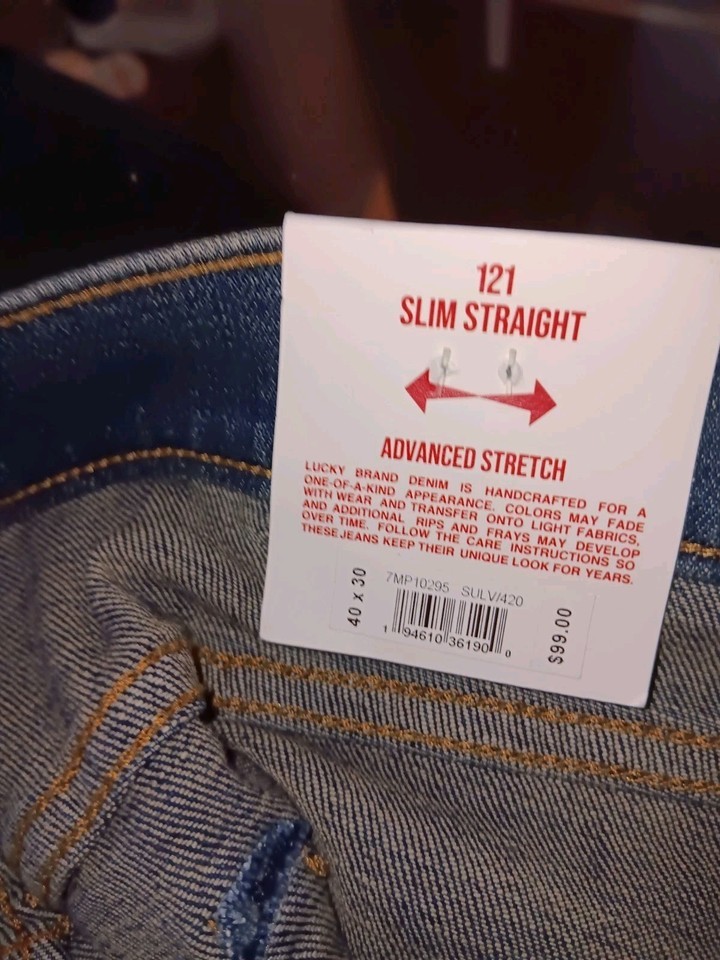 121
SLIM STRAIGHT
ADVANCED STRETCH
LUCKY BRAND DENIM IS HANDCRAFTED FOR A
ONE-OF-A-KIND APPEARANCE. COLORS MAY FADE
WITH WEAR AND TRANSFER ONTO LIGHT FABRICS,
AND ADDITIONAL RIPS AND FRAYS MAY DEVELOP
OVER TIME. FOLLOW THE CARE INSTRUCTIONS SO
THESE JEANS KEEP THEIR UNIQUE LOOK FOR YEARS.
40 x 30
7MP10295 SULV/420
1 94610 36190 0
$99.00